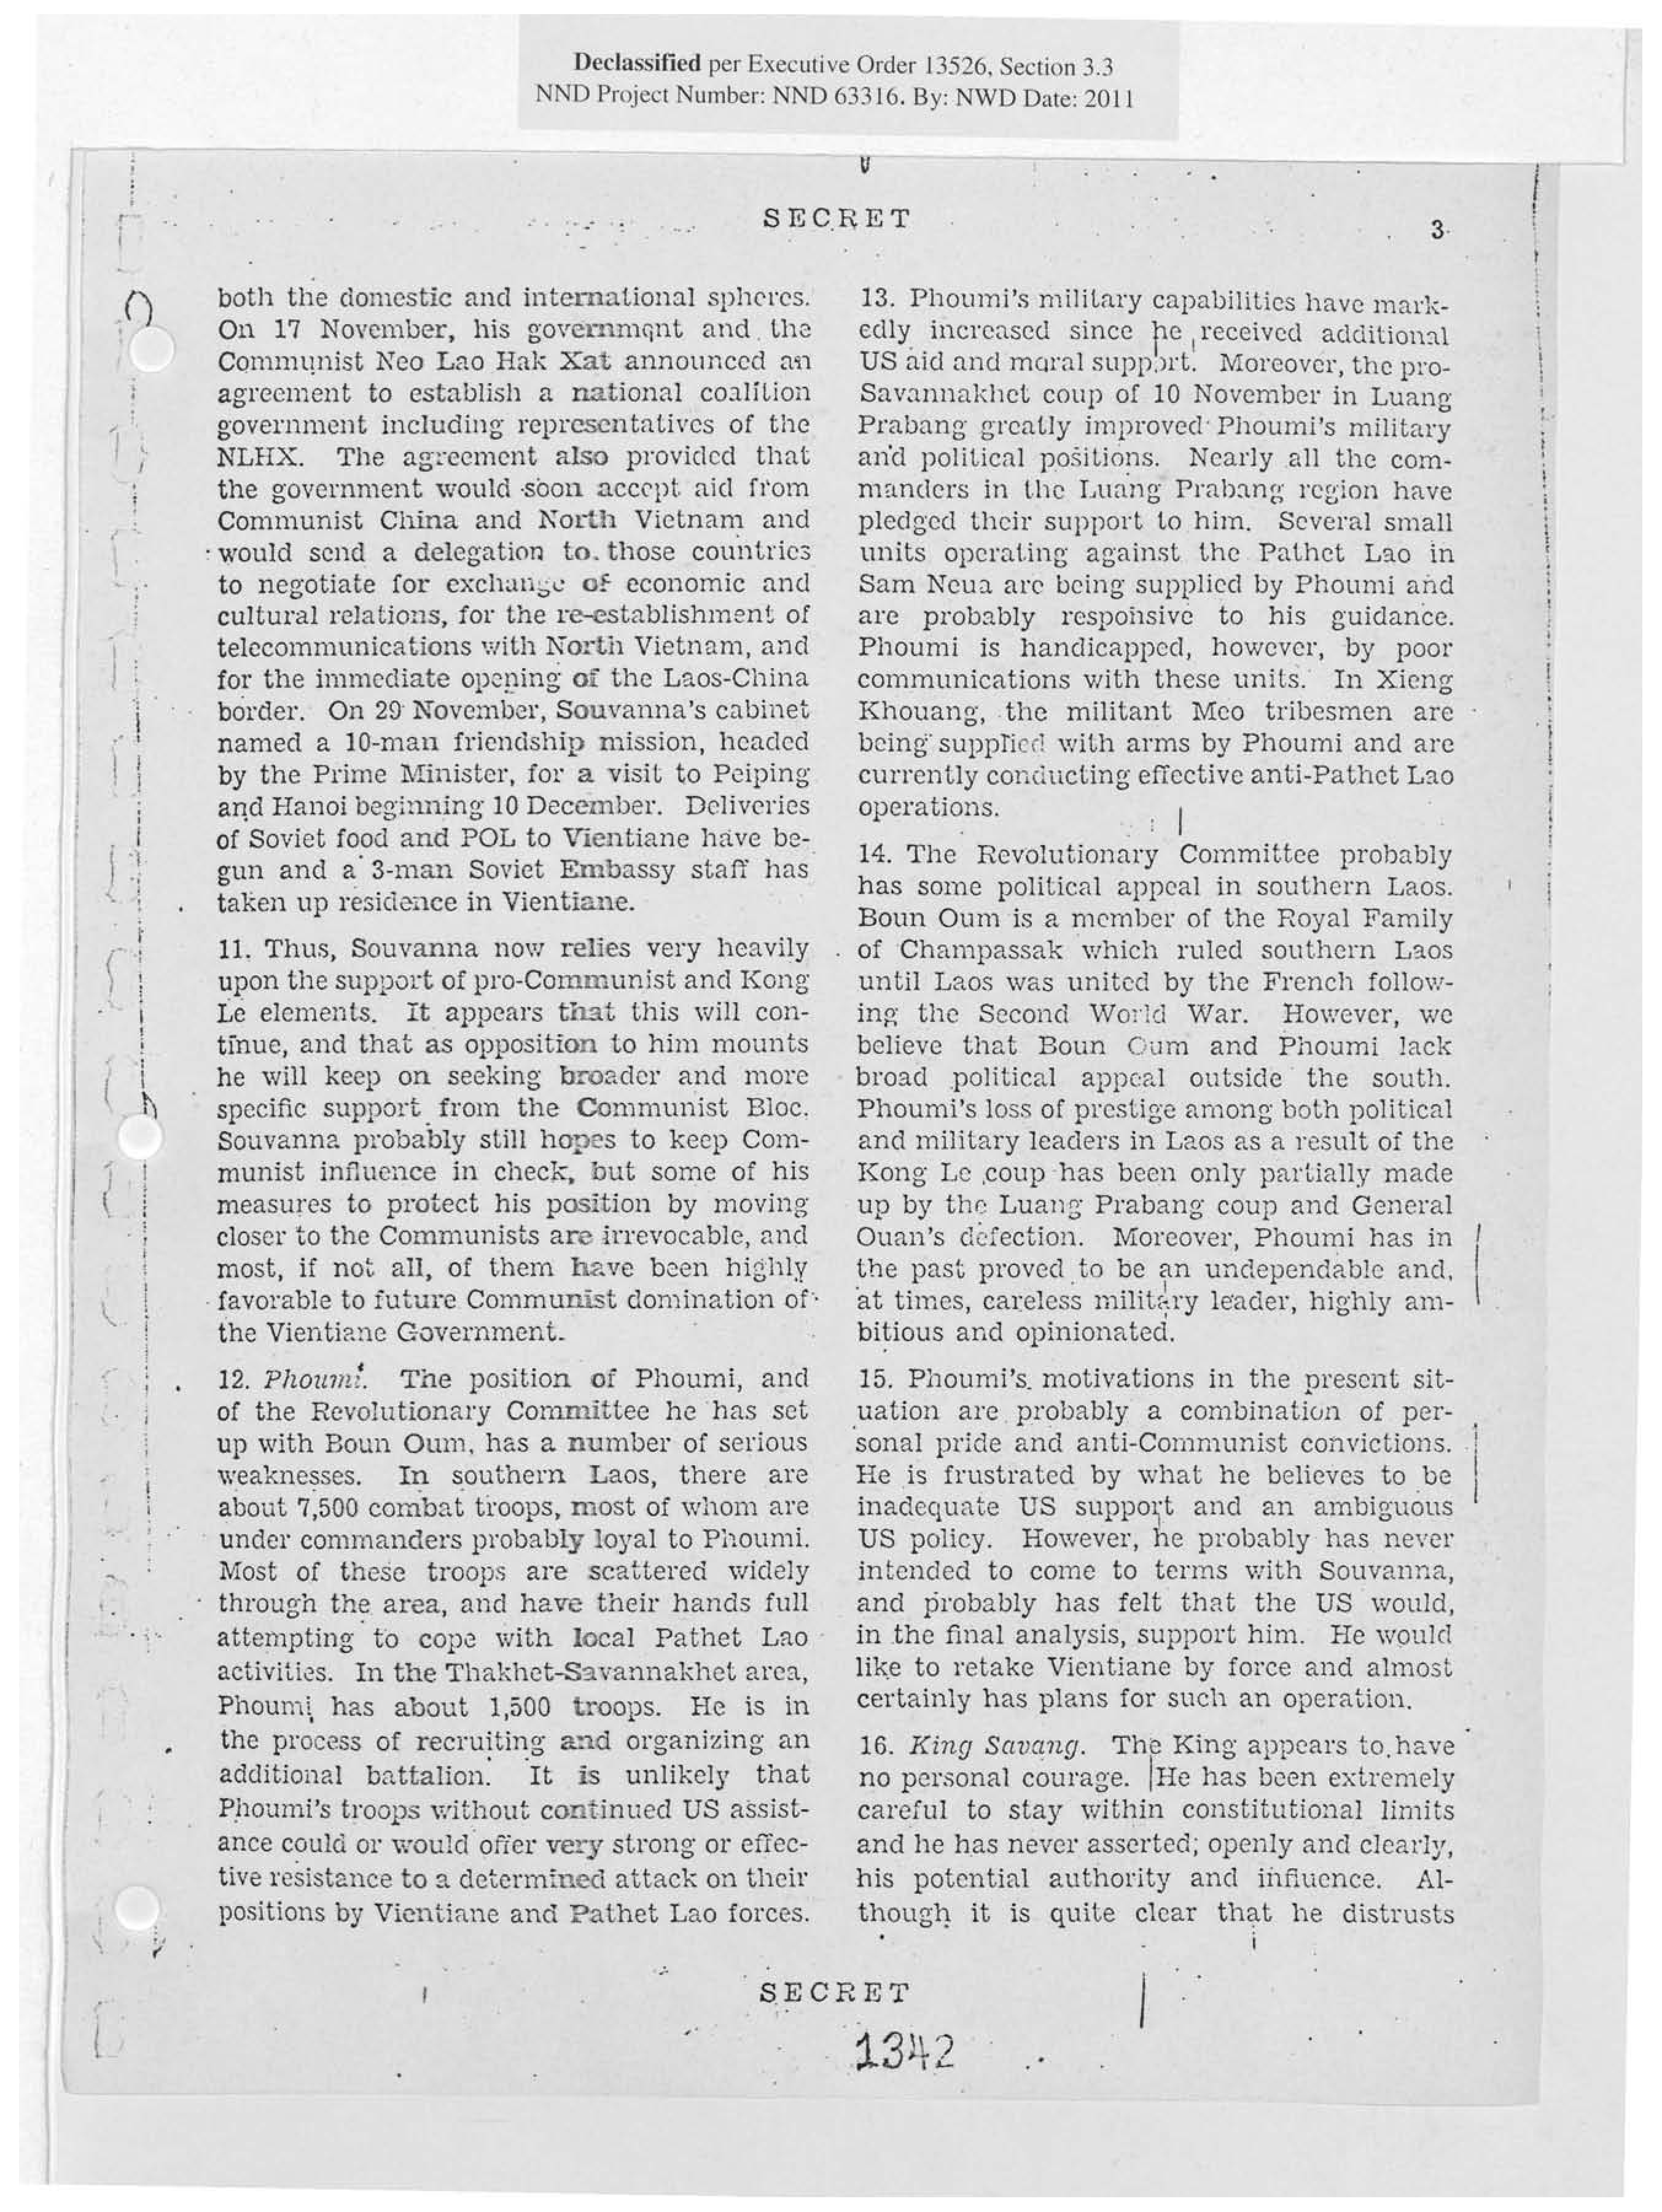 Declassified per Executive Order 13526, Section 3.3
NND Project Number: NND 63316. By: NWD Date: 2011
SECRET
3
both the domestic and international spheres.
On 17 November, his governmqnt and the
Communist Neo Lao Hak Xat announced an
agreement to establish a national coalition
government including representatives of the
NLHX. The agreement also provided that
the government would soon accept aid from
Communist China and North Vietnam and
would send a delegation to those countries
to negotiate for exchange of economic and
cultural relations, for the re-establishment of
telecommunications with North Vietnam, and
for the immediate opening of the Laos-China
border. On 29 November, Souvanna's cabinet
named a 10-man friendship mission, headed
by the Prime Minister, for a visit to Peiping
and Hanoi beginning 10 December. Deliveries
of Soviet food and POL to Vientiane have be-
gun and a 3-man Soviet Embassy staff has
taken up residence in Vientiane.
11. Thus, Souvanna now relies very heavily
upon the support of pro-Communist and Kong
Le elements. It appears that this will con-
tinue, and that as opposition to him mounts
he will keep on seeking broader and more
specific support from the Communist Bloc.
Souvanna probably still hopes to keep Com-
munist influence in check, but some of his
measures to protect his position by moving
closer to the Communists are irrevocable, and
most, if not all, of them have been highly
favorable to future Communist domination of
the Vientiane Government.
12. Phoumi. The position of Phoumi, and
of the Revolutionary Committee he has set
up with Boun Oum, has a number of serious
weaknesses. In southern Laos, there are
about 7,500 combat troops, most of whom are
under commanders probably loyal to Phoumi.
Most of these troops are scattered widely
through the area, and have their hands full
attempting to cope with local Pathet Lao
activities. In the Thakhet-Savannakhet area,
Phoumi has about 1,500 troops. He is in
the process of recruiting and organizing an
additional battalion. It is unlikely that
Phoumi's troops without continued US assist-
ance could or would offer very strong or effec-
tive resistance to a determined attack on their
positions by Vientiane and Pathet Lao forces.
13. Phoumi's military capabilities have mark-
edly increased since he received additional
US aid and moral support. Moreover, the pro-
Savannakhet coup of 10 November in Luang
Prabang greatly improved Phoumi's military
and political positions. Nearly all the com-
manders in the Luang Prabang region have
pledged their support to him. Several small
units operating against the Pathet Lao in
Sam Neua are being supplied by Phoumi and
are probably responsive to his guidance.
Phoumi is handicapped, however, by poor
communications with these units. In Xieng
Khouang, the militant Meo tribesmen are
being supplied with arms by Phoumi and are
currently conducting effective anti-Pathet Lao
operations.
14. The Revolutionary Committee probably
has some political appeal in southern Laos.
Boun Oum is a member of the Royal Family
of Champassak which ruled southern Laos
until Laos was united by the French follow-
ing the Second World War. However, we
believe that Boun Oum and Phoumi lack
broad political appeal outside the south.
Phoumi's loss of prestige among both political
and military leaders in Laos as a result of the
Kong Le coup has been only partially made
up by the Luang Prabang coup and General
Ouan's defection. Moreover, Phoumi has in
the past proved to be an undependable and,
at times, careless military leader, highly am-
bitious and opinionated.
15. Phoumi's motivations in the present sit-
uation are probably a combination of per-
sonal pride and anti-Communist convictions.
He is frustrated by what he believes to be
inadequate US support and an ambiguous
US policy. However, he probably has never
intended to come to terms with Souvanna,
and probably has felt that the US would,
in the final analysis, support him. He would
like to retake Vientiane by force and almost
certainly has plans for such an operation.
16. King Savang. The King appears to have
no personal courage. He has been extremely
careful to stay within constitutional limits
and he has never asserted; openly and clearly,
his potential authority and influence. Al-
though it is quite clear that he distrusts
SECRET
1342